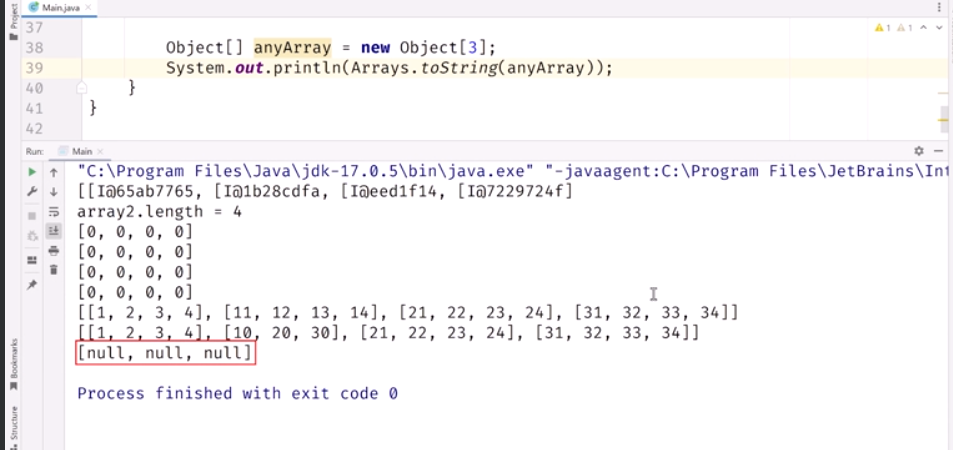 Project
Main.java ×
1 1
37
38 Object[] anyArray = new Object[3];
39 System.out.println(Arrays.toString(anyArray));
40 }
41 }
42
Run: Main ×
"C:\Program Files\Java\jdk-17.0.5\bin\java.exe" "-javaagent:C:\Program Files\JetBrains\Int
[[I@65ab7765, [I@1b28cdfa, [I@eed1f14, [I@7229724f]
array2.length = 4
[0, 0, 0, 0]
[0, 0, 0, 0]
[0, 0, 0, 0]
[0, 0, 0, 0]
[[1, 2, 3, 4], [11, 12, 13, 14], [21, 22, 23, 24], [31, 32, 33, 34]]
[[1, 2, 3, 4], [10, 20, 30], [21, 22, 23, 24], [31, 32, 33, 34]]
[null, null, null]
Process finished with exit code 0
Bookmarks
Structure